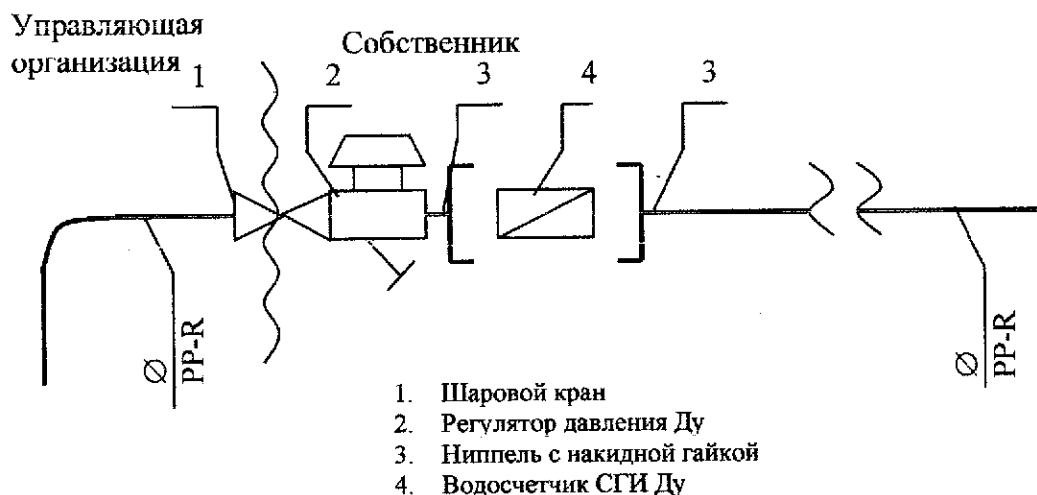 Управляющая
организация
Собственник
1
2
3
4
3
Ø
PP-R
Ø
PP-R
1. Шаровой кран
2. Регулятор давления Ду
3. Ниппель с накидной гайкой
4. Водосчетчик СГИ Ду